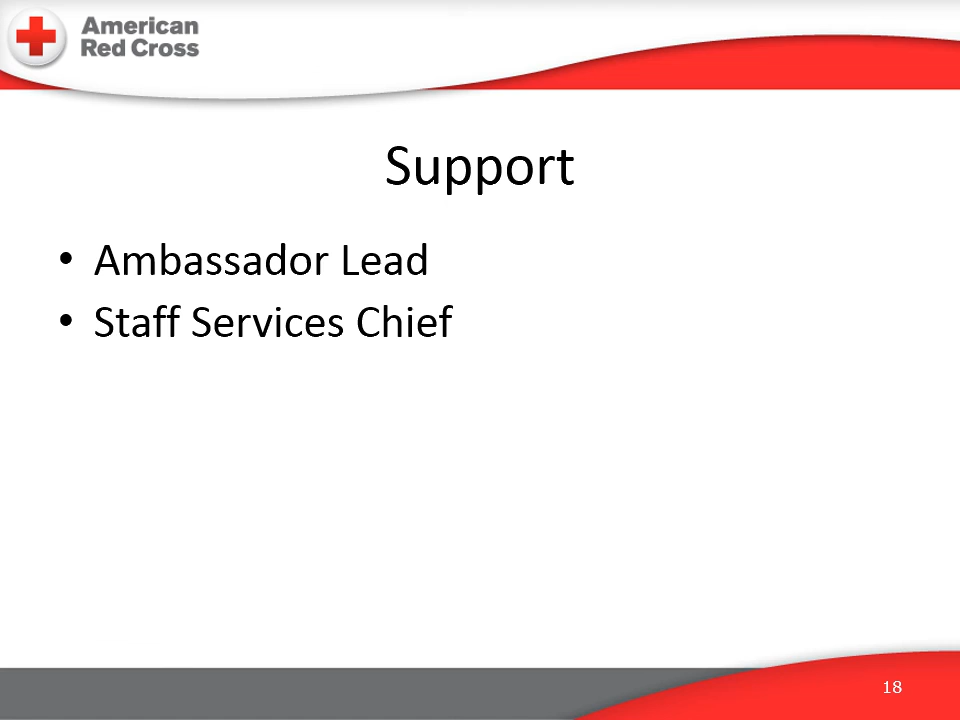 American
Red Cross
Support
• Ambassador Lead
• Staff Services Chief
18